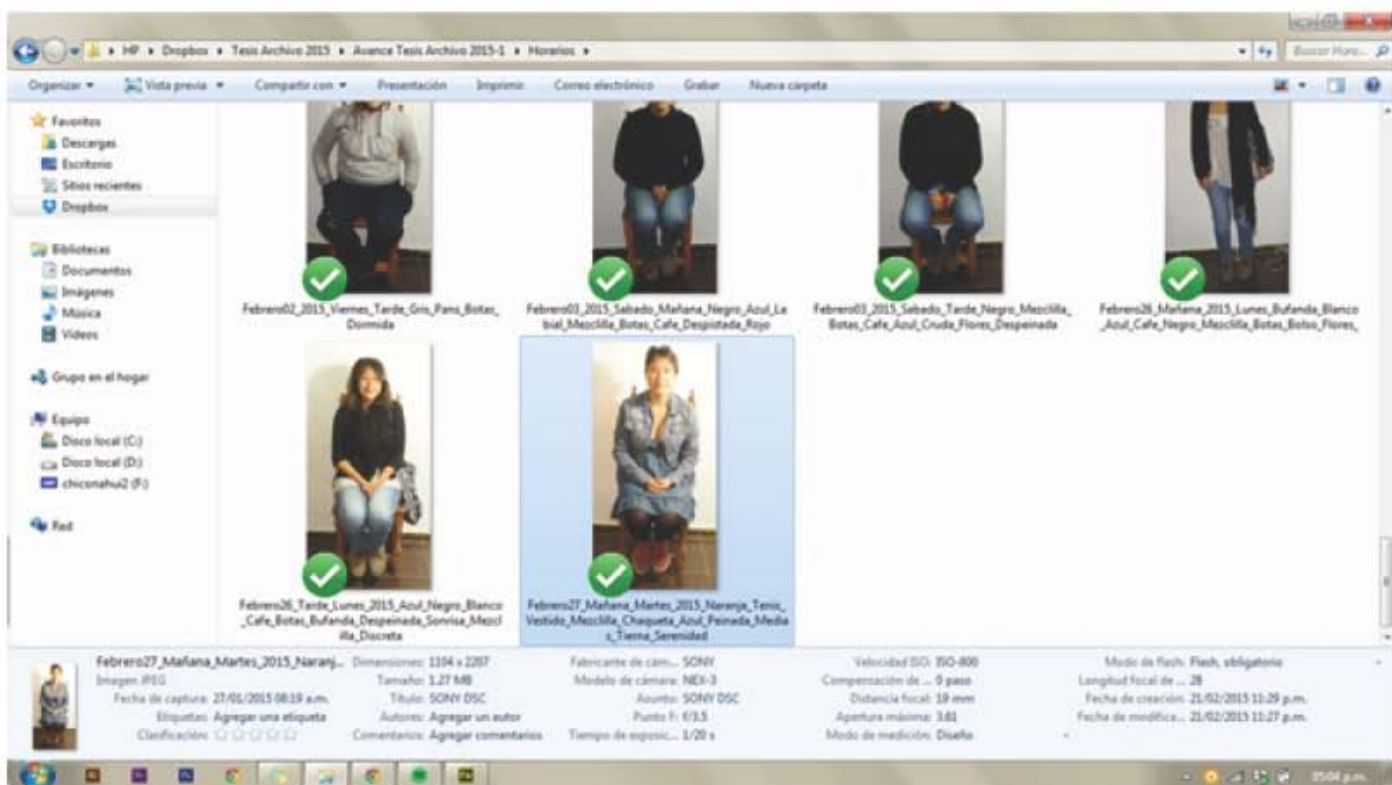 HP ▸ Dropbox ▸ Tesis Archivo 2015 ▸ Avance Tesis Archivo 2015-1 ▸ Horarios ▸
Buscar Hora...
Organizar Vista previa Compartir con Presentación Imprimir Correo electrónico Grabar Nueva carpeta
Favoritos
Descargas
Escritorio
Sitios recientes
Dropbox
Bibliotecas
Documentos
Imágenes
Música
Vídeos
Grupo en el hogar
Equipo
Disco local (C:)
Disco local (D:)
chiconahui2 (F:)
Red
Febrero02_2015_Viernes_Tarde_Gris_Pans_Botas_
Dormida
Febrero03_2015_Sabado_Mañana_Negro_Azul_La
bial_Mezclilla_Botas_Cafe_Despistada_Rojo
Febrero03_2015_Sabado_Tarde_Negro_Mezclilla_
Botas_Cafe_Azul_Cruda_Flores_Despeinada
Febrero26_Mañana_2015_Lunes_Bufanda_Blanco
_Azul_Cafe_Negro_Mezclilla_Botas_Bolso_Flores_
Febrero26_Tarde_Lunes_2015_Azul_Negro_Blanco
_Cafe_Botas_Bufanda_Despeinada_Sonrisa_Mezcl
illa_Discreta
Febrero27_Mañana_Martes_2015_Naranja_Tenis_
Vestido_Mezclilla_Chaqueta_Azul_Peinada_Media
s_Tierna_Serenidad
Febrero27_Mañana_Martes_2015_Naranj...
Imagen JPEG
Fecha de captura: 27/01/2015 08:19 a.m.
Etiquetas: Agregar una etiqueta
Clasificación:
Dimensiones: 1104 x 2207
Tamaño: 1.27 MB
Título: SONY DSC
Autores: Agregar un autor
Comentarios: Agregar comentarios
Fabricante de cám... SONY
Modelo de cámara: NEX-3
Asunto: SONY DSC
Punto F: f/3.5
Tiempo de exposic... 1/20 s
Velocidad ISO: ISO-800
Compensación de ... 0 paso
Distancia focal: 19 mm
Apertura máxima: 3.61
Modo de medición: Diseño
Modo de flash: Flash, obligatorio
Longitud focal de ... 28
Fecha de creación: 21/02/2015 11:29 p.m.
Fecha de modifica... 21/02/2015 11:27 p.m.
05:04 p.m.